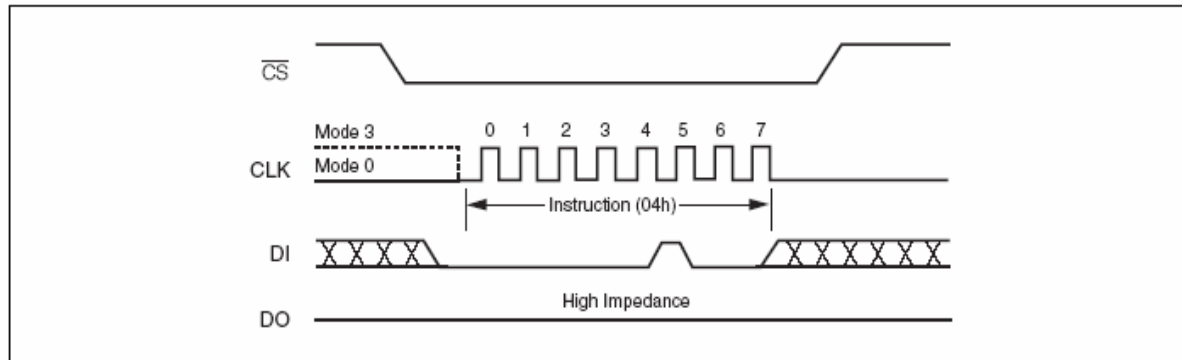 CS
Mode 3
0 1 2 3 4 5 6 7
CLK
Mode 0
Instruction (04h)
DI
High Impedance
DO